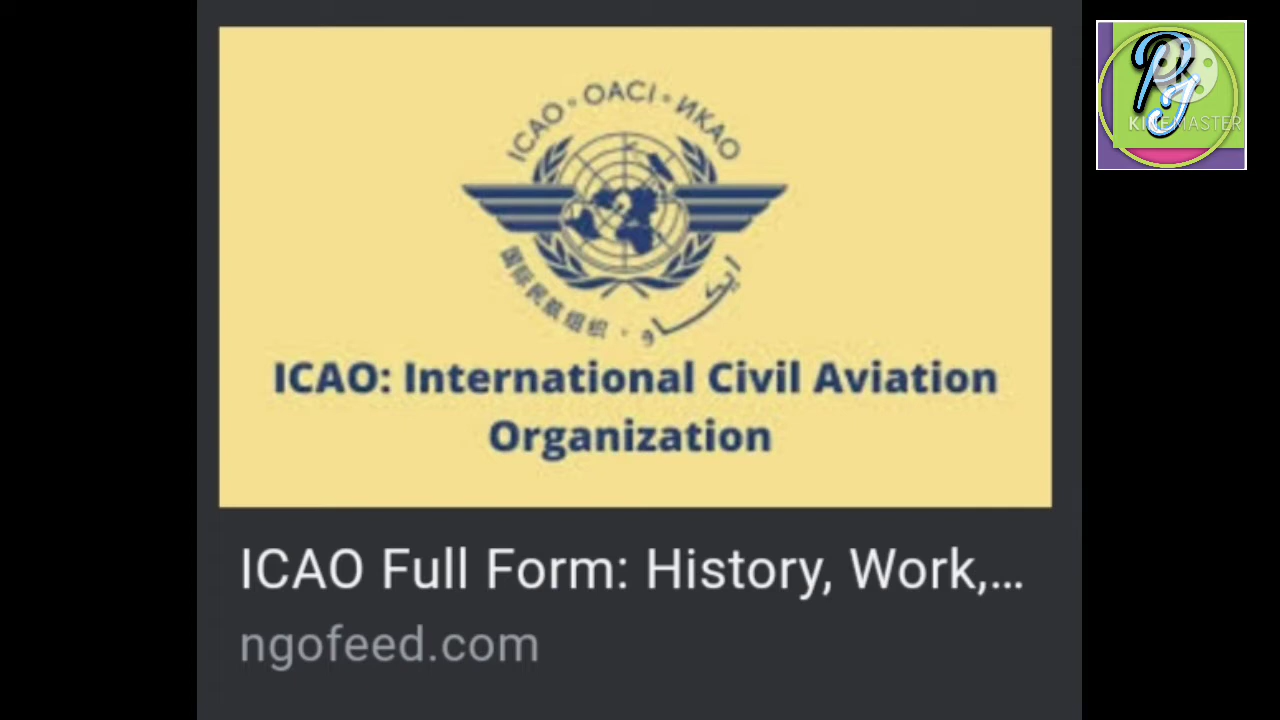 ICAO • OACI • ИКАО
国际民航组织 • ايكاو
ICAO: International Civil Aviation
Organization
ICAO Full Form: History, Work,...
ngofeed.com
KINEMASTER